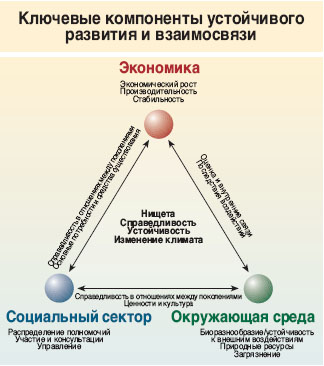 Ключевые компоненты устойчивого
развития и взаимосвязи
Экономика
Экономический рост
Производительность
Стабильность
Справедливость в отношениях между поколениями
Основные потребности и средства существования
Оценка и внутренние связи
Последствия воздействий
Нищета
Справедливость
Устойчивость
Изменение климата
Справедливость в отношениях между поколениями
Ценности и культура
Социальный сектор
Распределение полномочий
Участие и консультации
Управление
Окружающая среда
Биоразнообразие/устойчивость
к внешним воздействиям
Природные ресурсы
Загрязнение